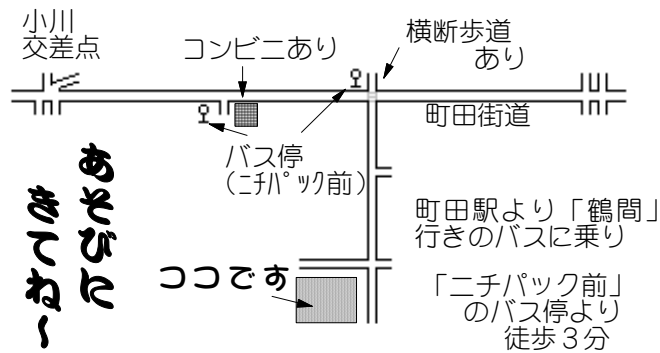 小川
交差点
コンビニあり
横断歩道
あり
町田街道
バス停
(ﾆﾁﾊﾟｯｸ前)
あそびに
きてね〜
ココです
町田駅より「鶴間」
行きのバスに乗り
「ニチパック前」
のバス停より
徒歩３分